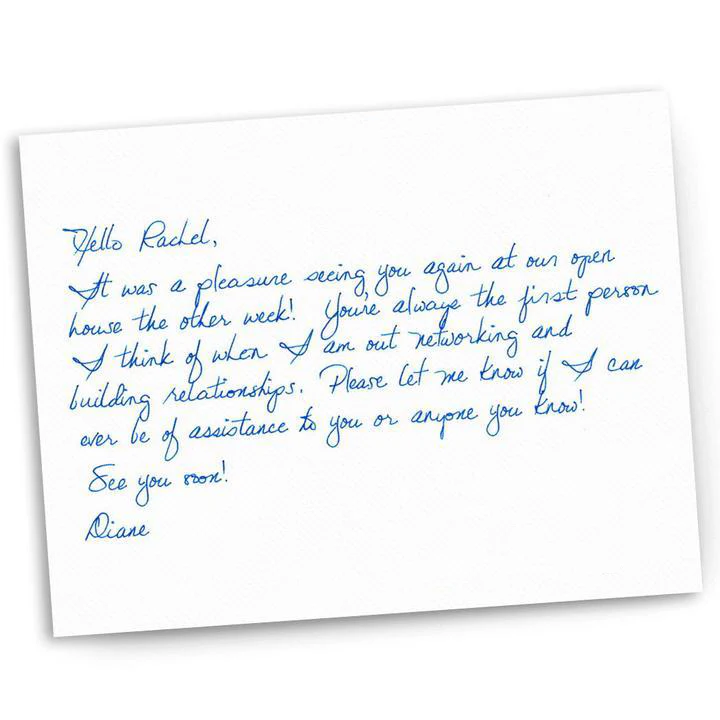 Hello Rachel,
It was a pleasure seeing you again at our open
house the other week! You're always the first person
I think of when I am out networking and
building relationships. Please let me know if I can
ever be of assistance to you or anyone you know!
See you soon!
Diane